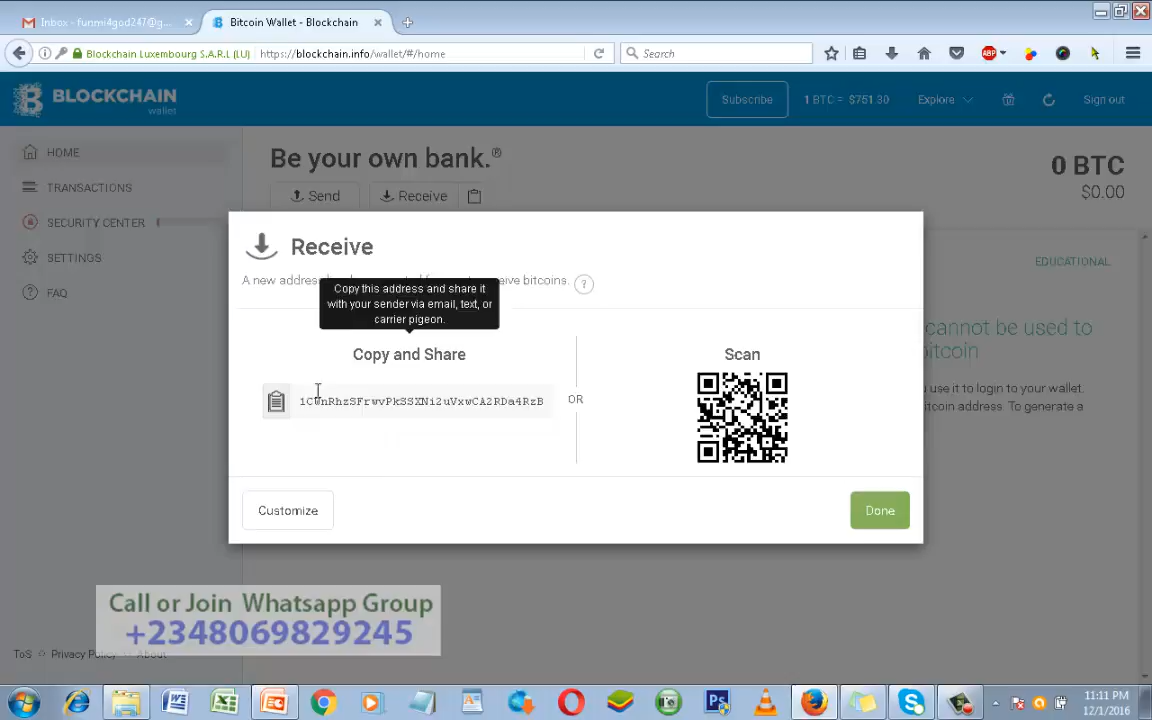 Inbox - funmi4god247@g...
Bitcoin Wallet - Blockchain
Blockchain Luxembourg S.A.R.L (LU)
https://blockchain.info/wallet/#/home
Search
ABP
BLOCKCHAIN
wallet
Subscribe
1 BTC = $751.30
Explore
Sign out
HOME
TRANSACTIONS
SECURITY CENTER
SETTINGS
FAQ
Be your own bank.®
Send
Receive
0 BTC
$0.00
EDUCATIONAL
cannot be used to
itcoin
use it to login to your wallet.
itcoin address. To generate a
Receive
A new address
eive bitcoins.
?
Copy this address and share it
with your sender via email, text, or
carrier pigeon.
Copy and Share
1CWnRhzSFrwvPkSSXNi2uVxwCA2RDa4RzB
OR
Scan
Customize
Done
Call or Join Whatsapp Group
+2348069829245
ToS
Privacy Policy
About
11:11 PM
12/1/2016